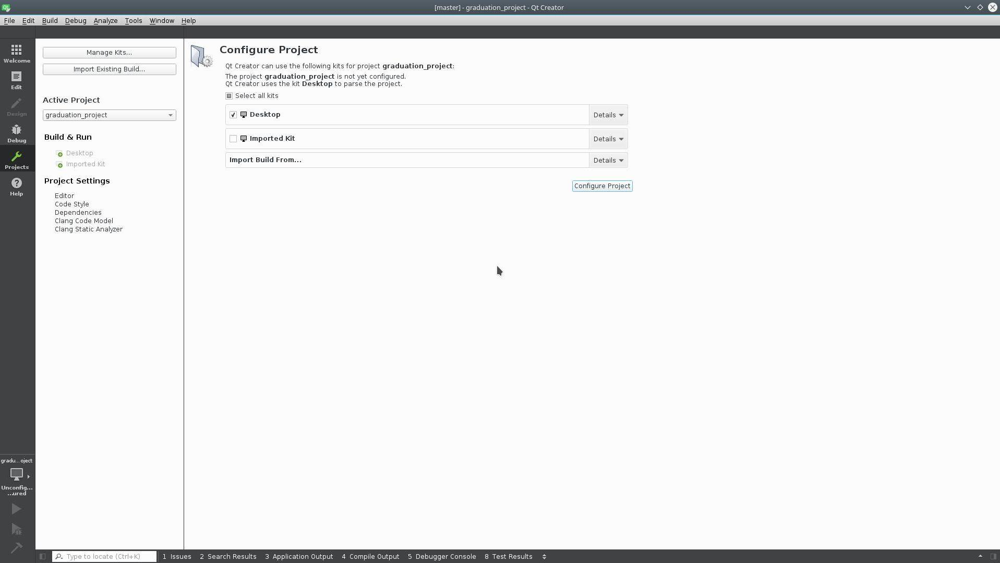 [master] - graduation_project - Qt Creator
File Edit Build Debug Analyze Tools Window Help
Welcome
Edit
Design
Debug
Projects
Help
Manage Kits...
Import Existing Build...
Active Project
graduation_project
Build & Run
Desktop
Imported Kit
Project Settings
Editor
Code Style
Dependencies
Clang Code Model
Clang Static Analyzer
Configure Project
Qt Creator can use the following kits for project graduation_project:
The project graduation_project is not yet configured.
Qt Creator uses the kit Desktop to parse the project.
Select all kits
Desktop Details
Imported Kit Details
Import Build From... Details
Configure Project
gradu...oject
Unconfig...
...ured
Type to locate (Ctrl+K) 1 Issues 2 Search Results 3 Application Output 4 Compile Output 5 Debugger Console 8 Test Results